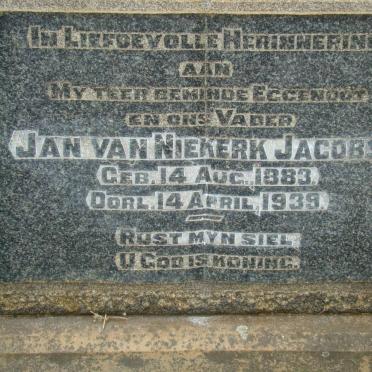 In Liefdevolle Herinnering
aan
My teer beminde Eggenoot
en ons Vader
Jan van Niekerk Jacobs
Geb. 14 Aug. 1883.
Oorl. 14 April 1939.
Rust myn siel
U God is Koning.